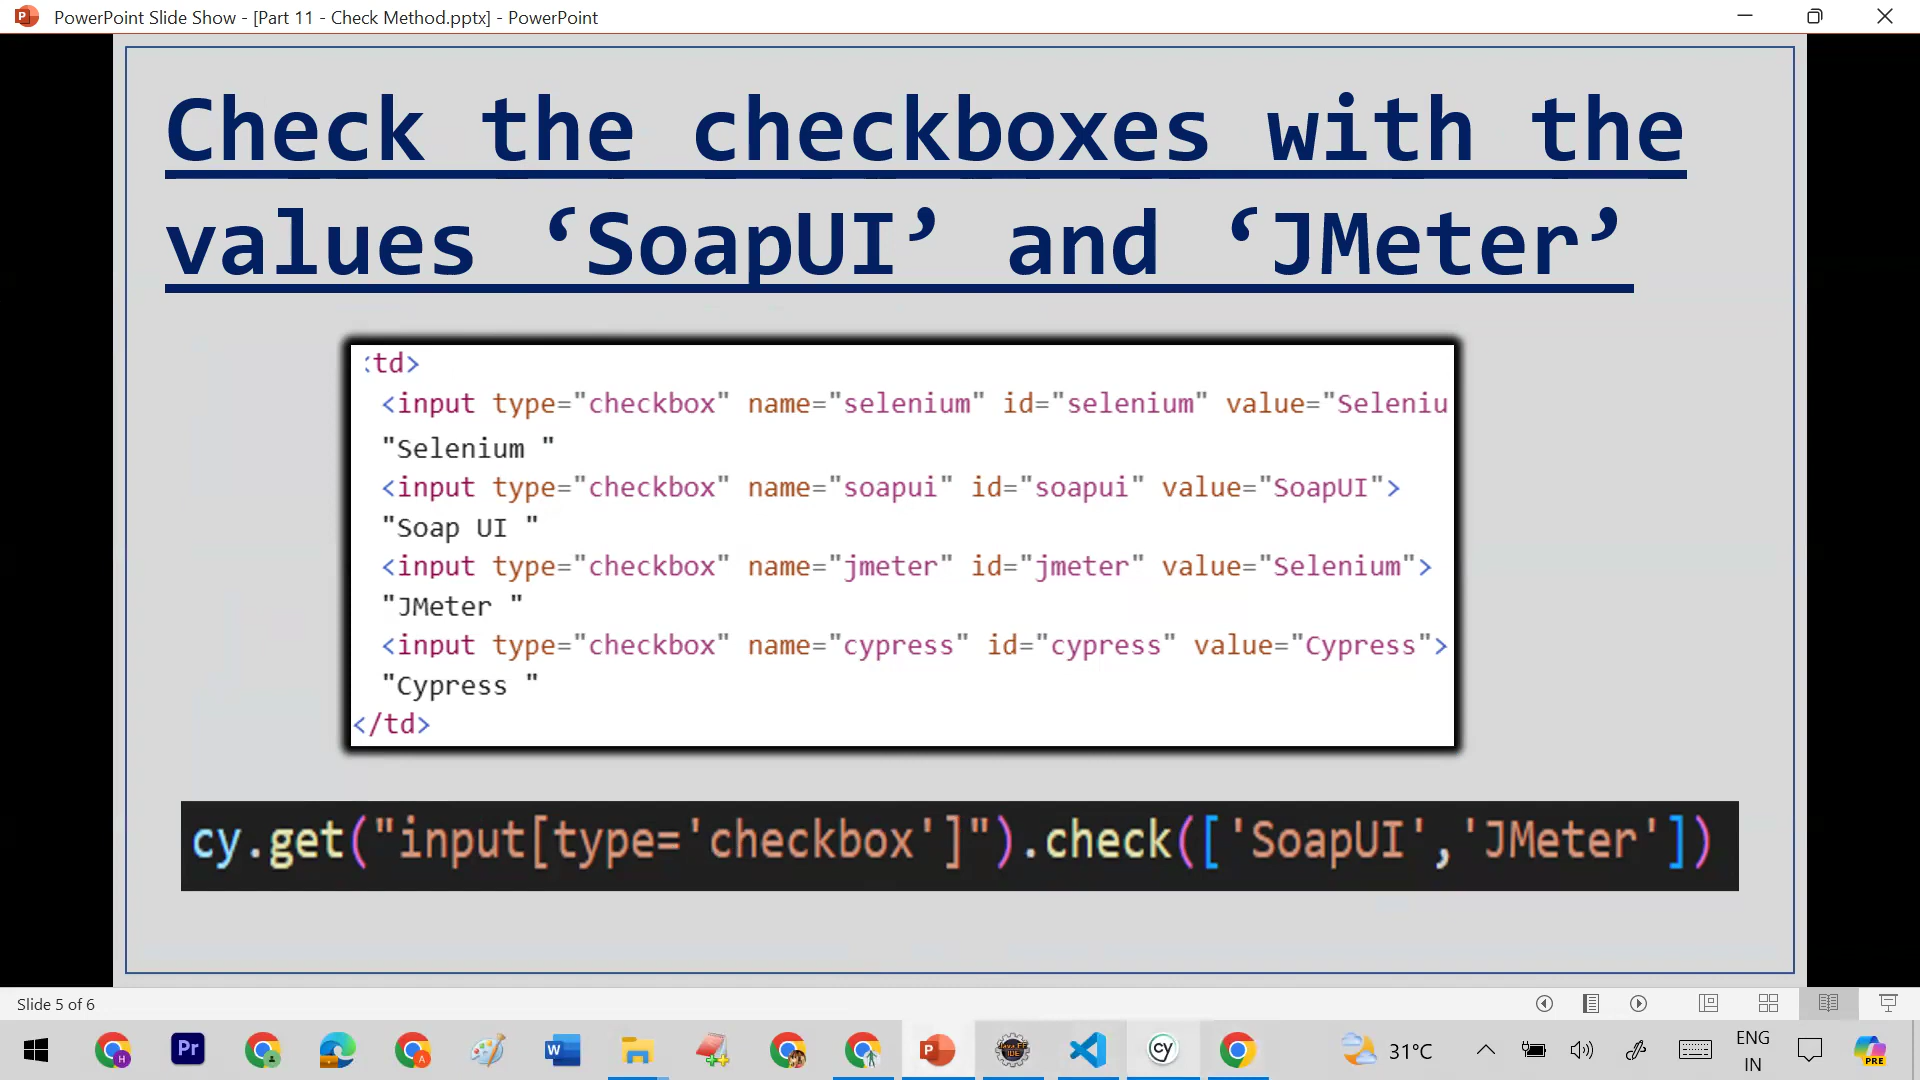 PowerPoint Slide Show - [Part 11 - Check Method.pptx] - PowerPoint
Check the checkboxes with the
values ‘SoapUI’ and ‘JMeter’
<td>
<input type="checkbox" name="selenium" id="selenium" value="Seleniu
"Selenium "
<input type="checkbox" name="soapui" id="soapui" value="SoapUI">
"Soap UI "
<input type="checkbox" name="jmeter" id="jmeter" value="Selenium">
"JMeter "
<input type="checkbox" name="cypress" id="cypress" value="Cypress">
"Cypress "
</td>
cy.get("input[type='checkbox']").check(['SoapUI','JMeter'])
Slide 5 of 6
31°C
ENG
IN